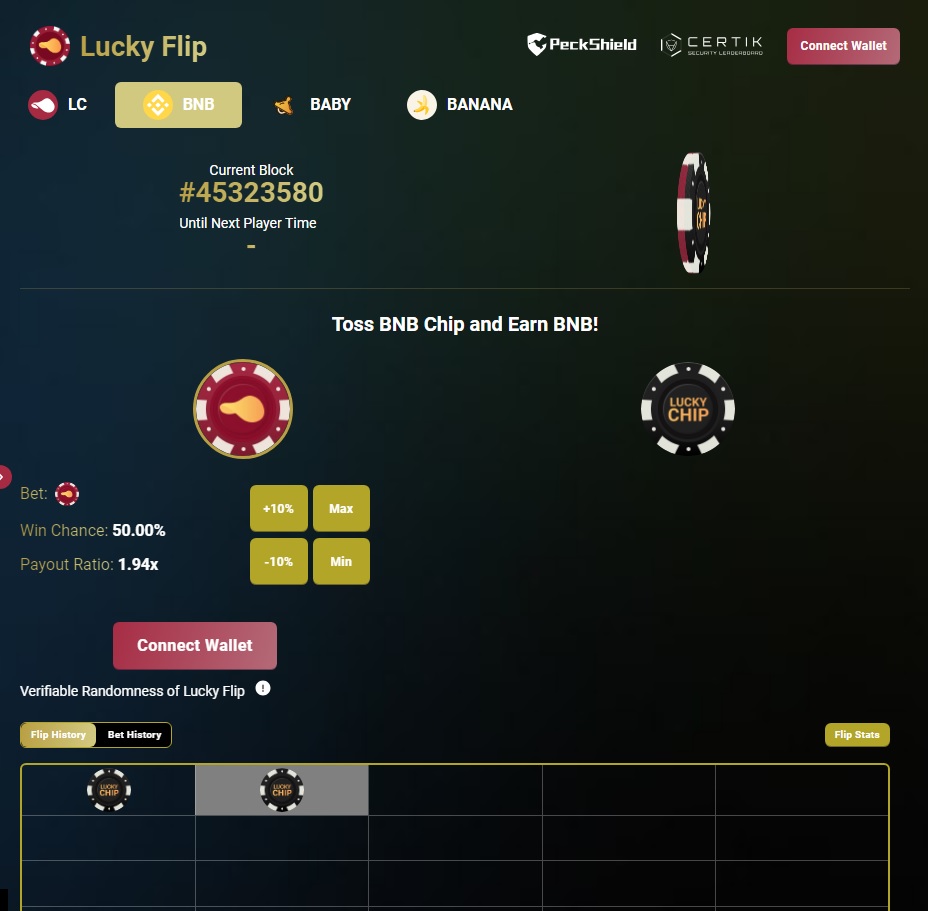 Lucky Flip
PeckShield
CERTIK
SECURITY LEADERBOARD
Connect Wallet
LC
BNB
BABY
BANANA
Current Block
#45323580
Until Next Player Time
-
Toss BNB Chip and Earn BNB!
LUCKY
CHIP
Bet:
Win Chance: 50.00%
Payout Ratio: 1.94x
+10%
Max
-10%
Min
Connect Wallet
Verifiable Randomness of Lucky Flip
Flip History
Bet History
Flip Stats
LUCKY
CHIP
LUCKY
CHIP